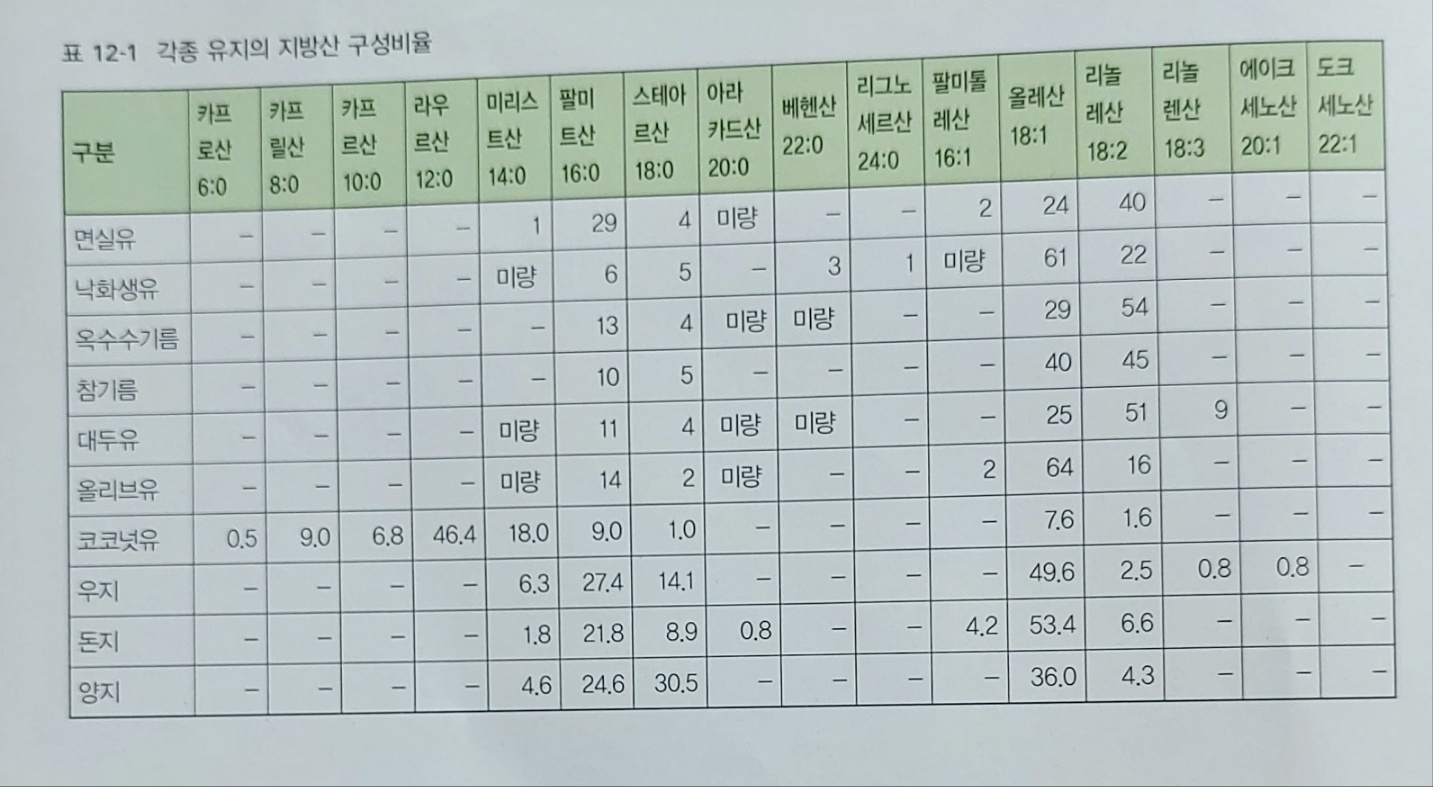 표 12-1 각종 유지의 지방산 구성비율
구분 카프로산 6:0 카프릴산 8:0 카프르산 10:0 라우르산 12:0 미리스트산 14:0 팔미트산 16:0 스테아르산 18:0 아라카드산 20:0 베헨산 22:0 리그노세르산 24:0 팔미톨레산 16:1 올레산 18:1 리놀레산 18:2 리놀렌산 18:3 에이크세노산 20:1 도크세노산 22:1
면실유 – – – – 1 29 4 미량 – – 2 24 40 – – –
낙화생유 – – – – 미량 6 5 – 3 1 미량 61 22 – – –
옥수수기름 – – – – – 13 4 미량 미량 – – 29 54 – – –
참기름 – – – – – 10 5 – – – – 40 45 – – –
대두유 – – – – 미량 11 4 미량 미량 – – 25 51 9 – –
올리브유 – – – – 미량 14 2 미량 – – 2 64 16 – – –
코코넛유 0.5 9.0 6.8 46.4 18.0 9.0 1.0 – – – – 7.6 1.6 – – –
우지 – – – – 6.3 27.4 14.1 – – – – 49.6 2.5 0.8 0.8 –
돈지 – – – – 1.8 21.8 8.9 0.8 – – 4.2 53.4 6.6 – – –
양지 – – – – 4.6 24.6 30.5 – – – – 36.0 4.3 – – –